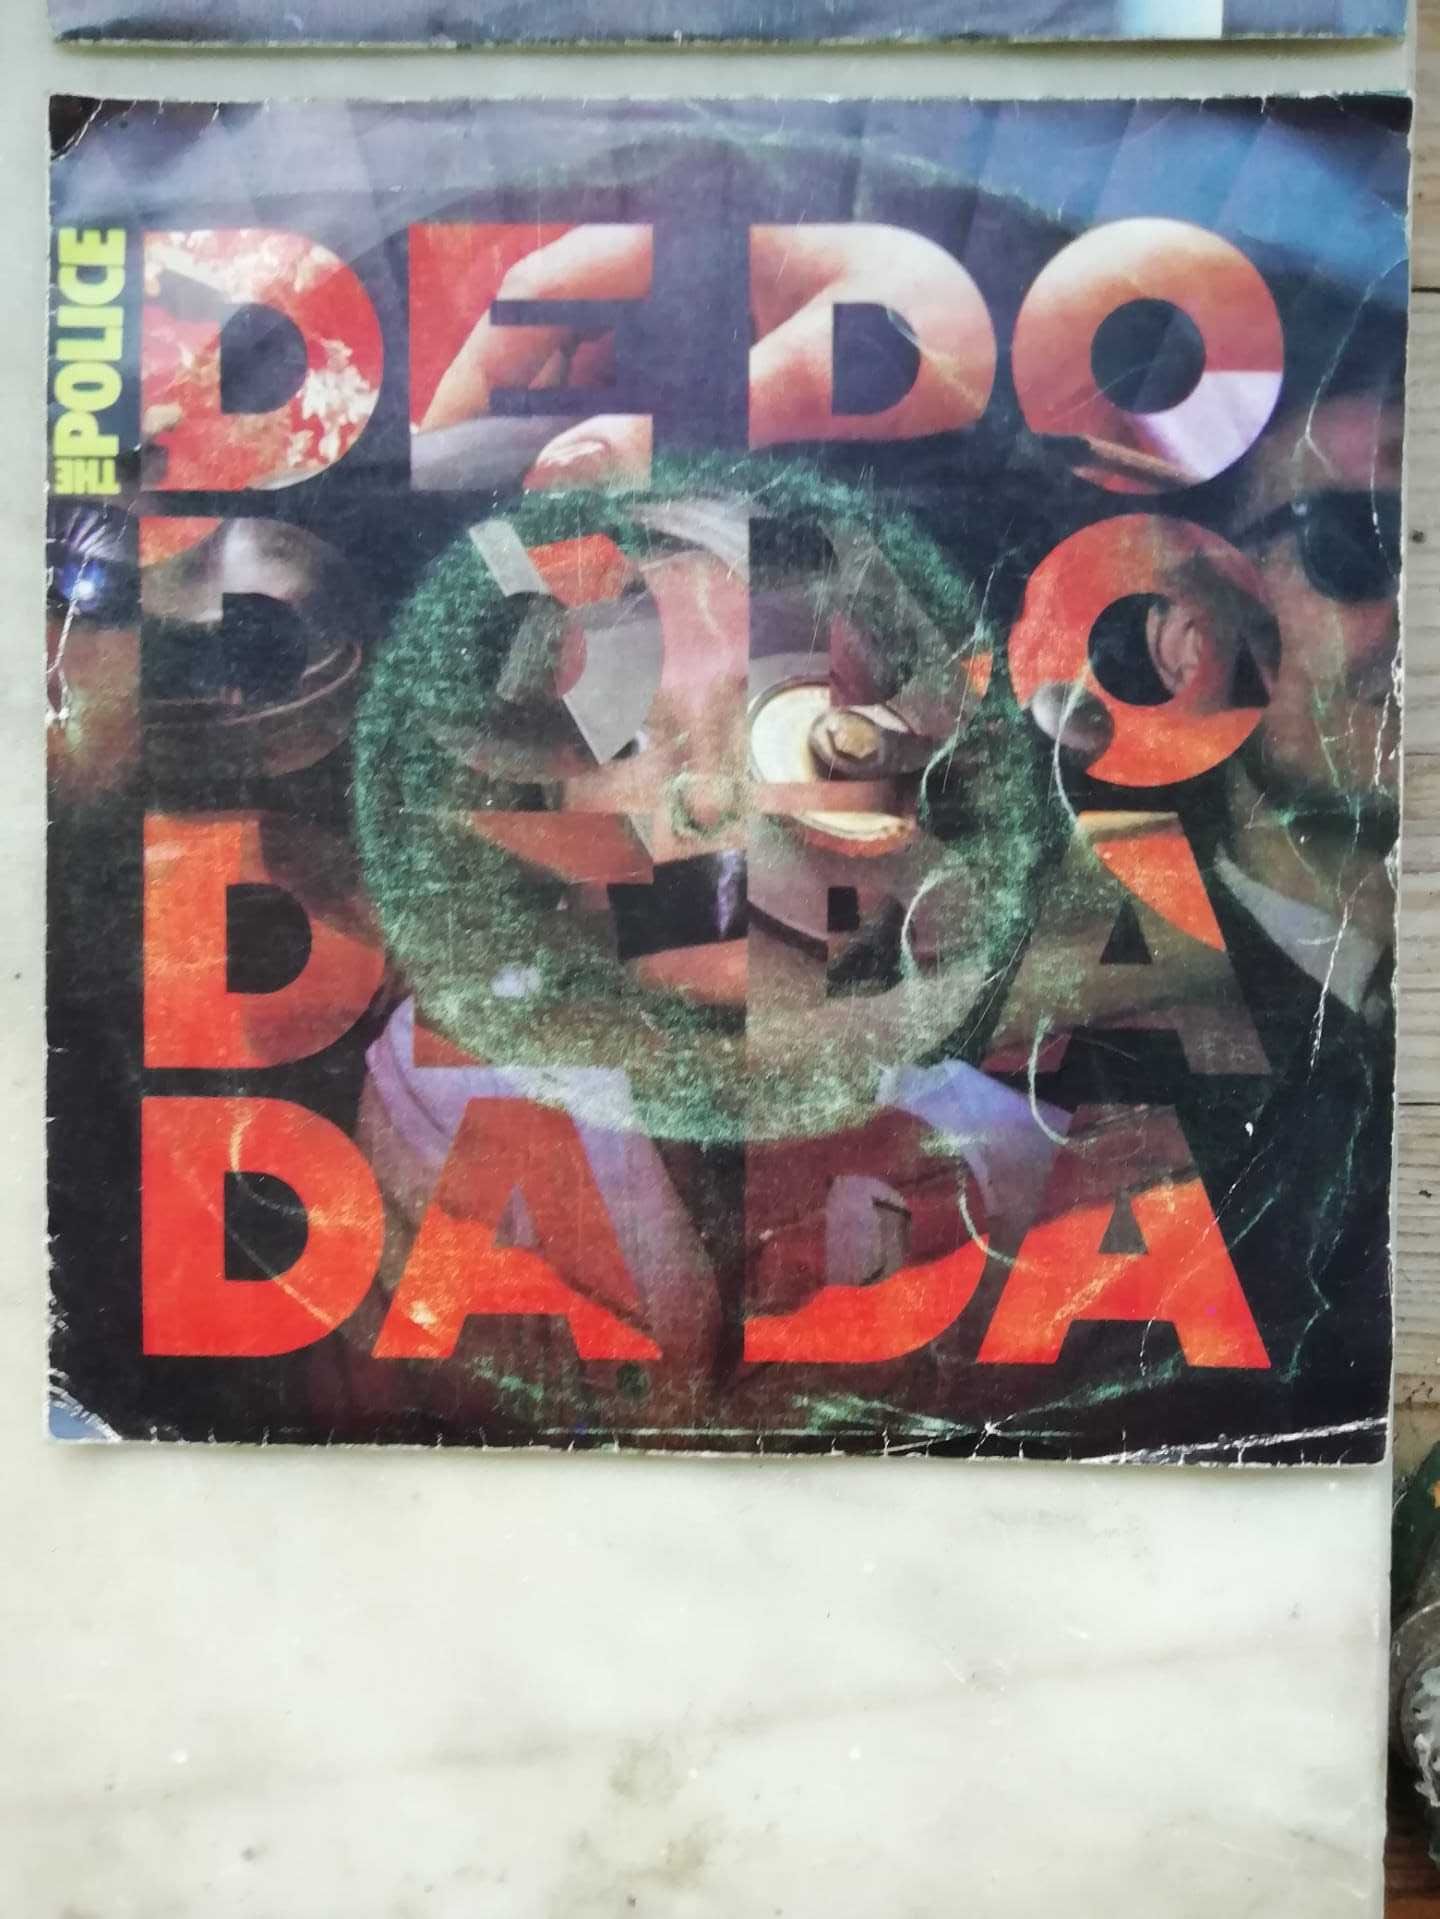 THE POLICE
DE DO
DO DO
DE DA
DA DA